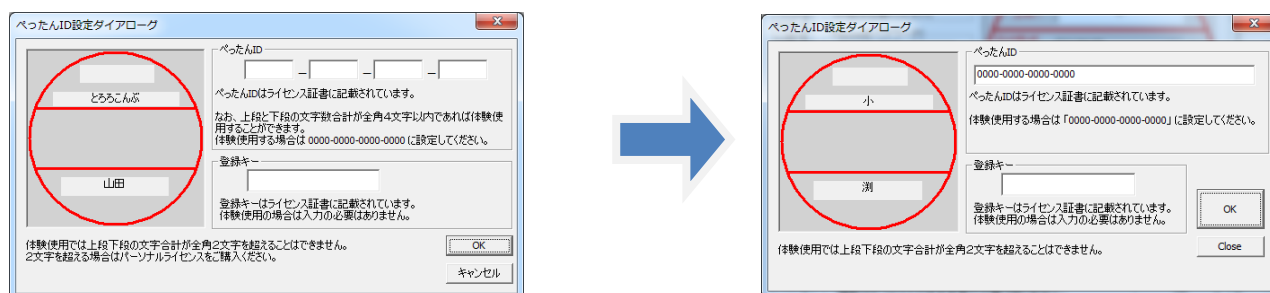 ぺったんID設定ダイアローグ
とろろこんぶ
山田
ぺったんID
ー
ー
ー
ぺったんIDはライセンス証書に記載されています。
なお、上段と下段の文字数合計が全角4文字以内であれば体験使
用することができます。
体験使用する場合は 0000-0000-0000-0000 に設定してください。
登録キー
登録キーはライセンス証書に記載されています。
体験使用の場合は入力の必要はありません。
体験使用では上段下段の文字合計が全角2文字を超えることはできません。
2文字を超える場合はパーソナルライセンスをご購入ください。
OK
キャンセル
ぺったんID設定ダイアローグ
小
渕
ぺったんID
0000-0000-0000-0000
ぺったんIDはライセンス証書に記載されています。
体験使用する場合は「0000-0000-0000-0000」に設定してください。
登録キー
登録キーはライセンス証書に記載されています。
体験使用の場合は入力の必要はありません。
OK
Close
体験使用では上段下段の文字合計が全角2文字を超えることはできません。